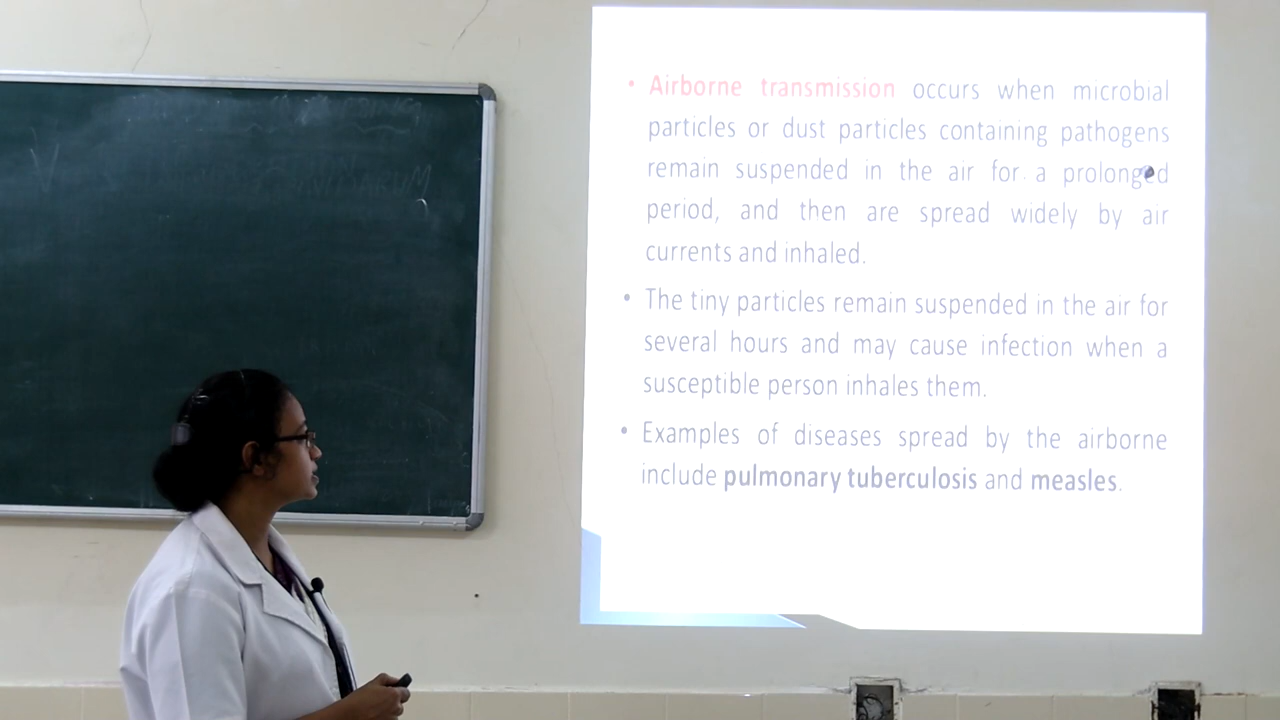 • Airborne transmission occurs when microbial
particles or dust particles containing pathogens
remain suspended in the air for a prolonged
period, and then are spread widely by air
currents and inhaled.
• The tiny particles remain suspended in the air for
several hours and may cause infection when a
susceptible person inhales them.
• Examples of diseases spread by the airborne
include pulmonary tuberculosis and measles.